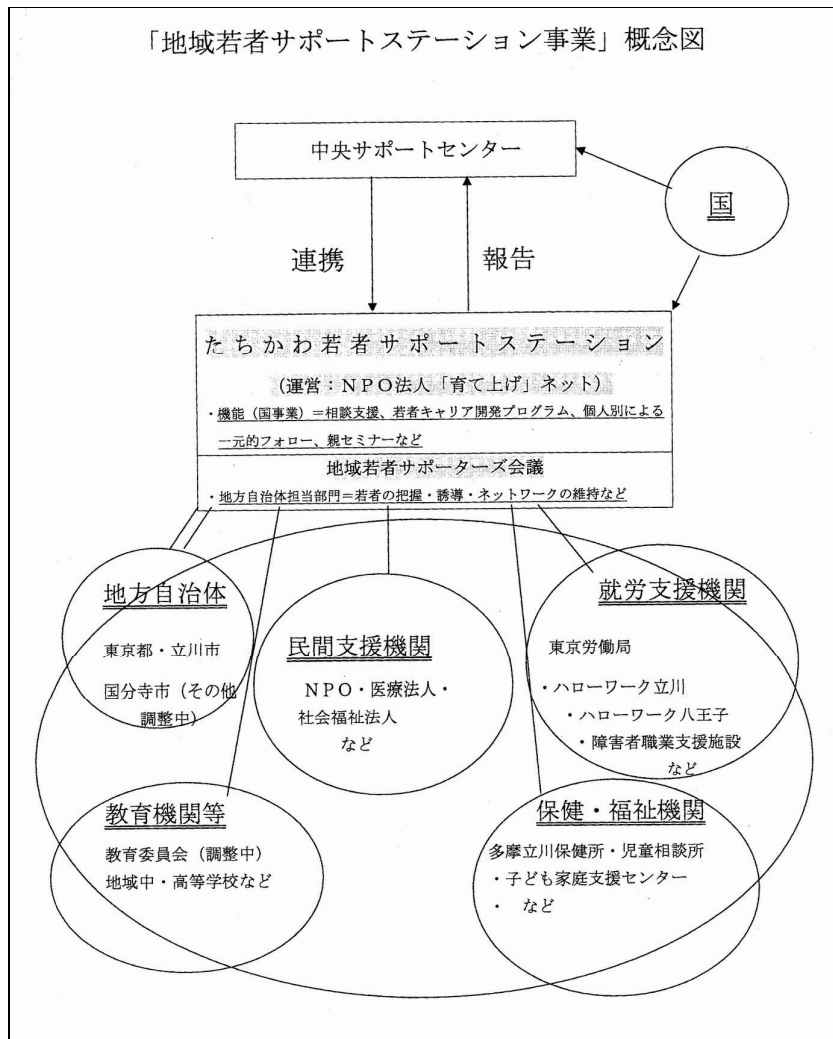 「地域若者サポートステーション事業」概念図
中央サポートセンター
国
連携
報告
たちかわ若者サポートステーション
(運営：ＮＰＯ法人「育て上げ」ネット）
・機能（国事業）＝相談支援、若者キャリア開発プログラム、個人別による
一元的フォロー、親セミナーなど
地域若者サポーターズ会議
・地方自治体担当部門＝若者の把握・誘導・ネットワークの維持など
地方自治体
東京都・立川市
国分寺市（その他
調整中）
民間支援機関
ＮＰＯ・医療法人・
社会福祉法人
など
就労支援機関
東京労働局
・ハローワーク立川
・ハローワーク八王子
・障害者職業支援施設
など
教育機関等
教育委員会（調整中）
地域中・高等学校など
保健・福祉機関
多摩立川保健所・児童相談所
・子ども家庭支援センター
・　など